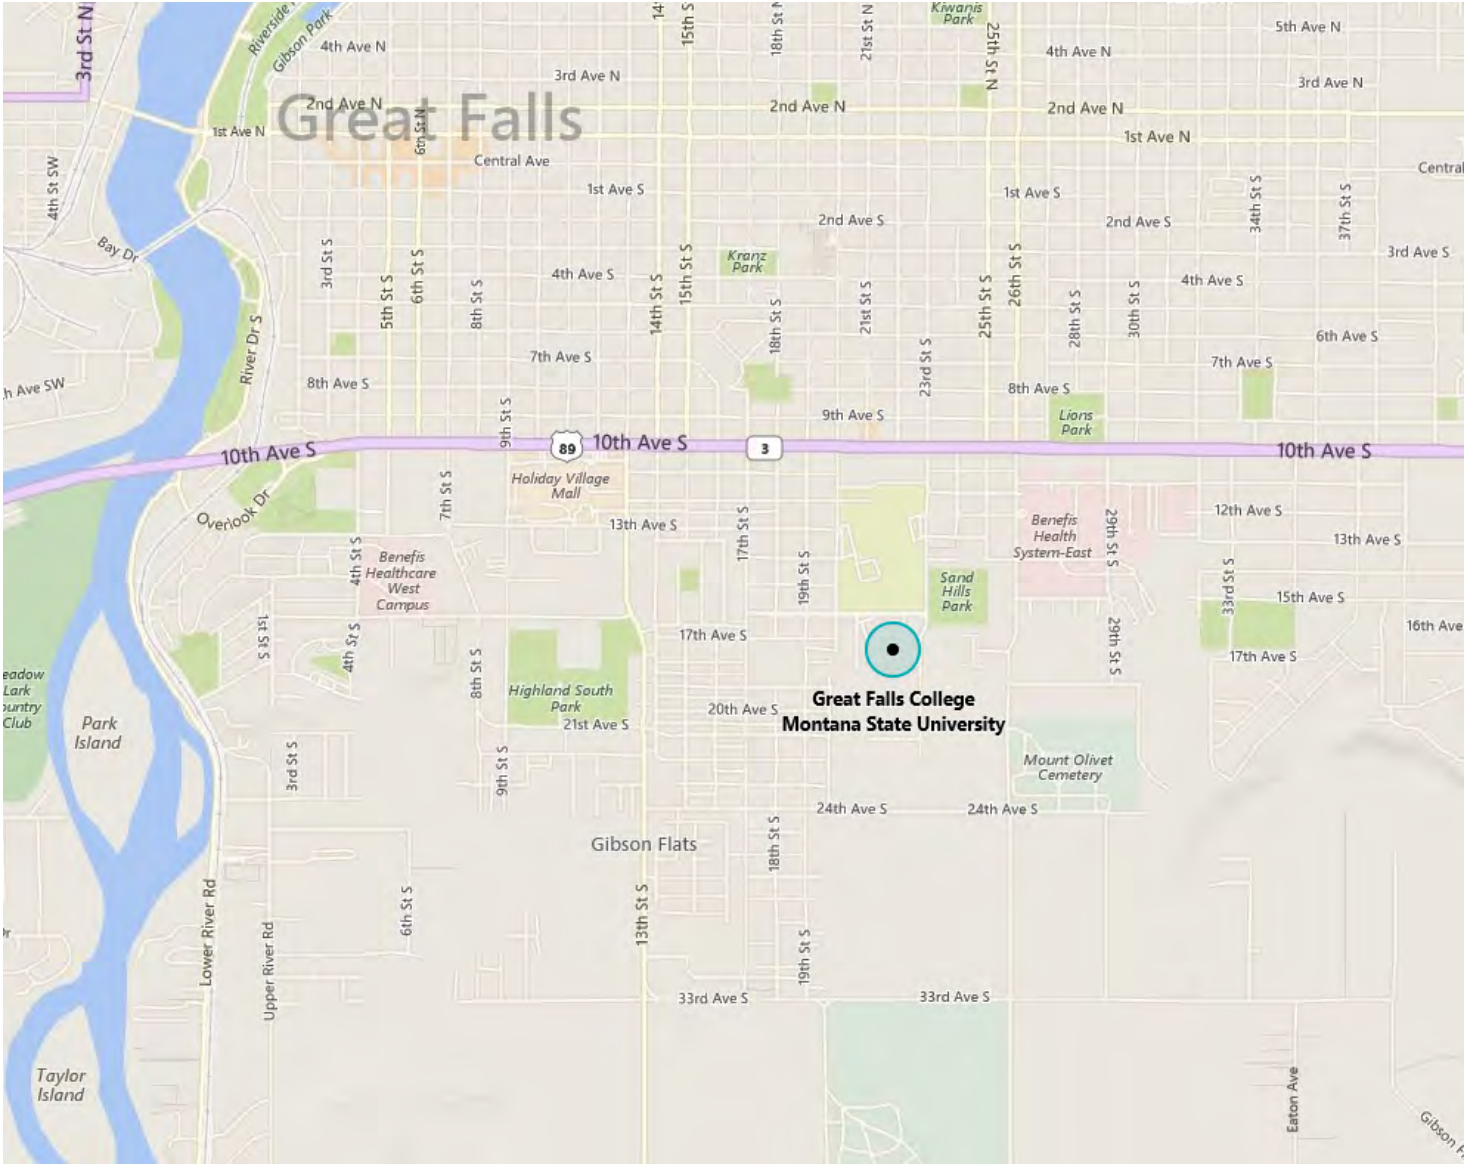 3rd St N
Riverside
Gibson Park
4th Ave N
14
15th S
18th St N
21st St N
Kiwanis
Park
25th St N
5th Ave N
4th Ave N
3rd Ave N
3rd Ave N
2nd Ave N
Great Falls
6th St N
2nd Ave N
2nd Ave N
1st Ave N
1st Ave N
Central Ave
Central
4th St SW
1st Ave S
1st Ave S
34th St S
37th St S
2nd Ave S
2nd Ave S
Bay Dr
3rd St S
Kranz
Park
3rd Ave S
5th St S
6th St S
8th St S
4th Ave S
14th St S
15th St S
18th St S
21st St S
25th St S
26th St S
28th St S
30th St S
4th Ave S
River Dr S
7th Ave S
23rd St S
6th Ave S
7th Ave S
h Ave SW
8th Ave S
8th Ave S
9th St S
9th Ave S
Lions
Park
10th Ave S
89
10th Ave S
3
10th Ave S
Overlook Dr
7th St S
Holiday Village
Mall
13th Ave S
17th St S
19th St S
Benefis
Health
System-East
29th St S
12th Ave S
13th Ave S
4th St S
Benefis
Healthcare
West
Campus
Sand
Hills
Park
33rd St S
15th Ave S
1st St S
4th St S
17th Ave S
29th St S
16th Ave
17th Ave S
eadow
Lark
ountry
Club
Park
Island
8th St S
Highland South
Park
21st Ave S
20th Ave S
Great Falls College
Montana State University
3rd St S
9th St S
Mount Olivet
Cemetery
24th Ave S
24th Ave S
Gibson Flats
18th St S
Lower River Rd
Upper River Rd
6th St S
13th St S
19th St S
33rd Ave S
33rd Ave S
Taylor
Island
Eaton Ave
Gibson F